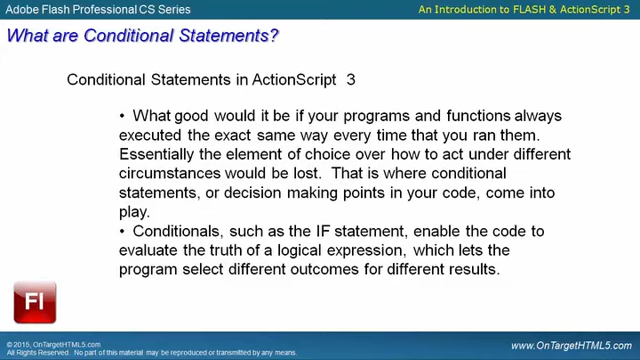 Adobe Flash Professional CS Series
An Introduction to FLASH & ActionScript 3
What are Conditional Statements?
Conditional Statements in ActionScript 3
• What good would it be if your programs and functions always
executed the exact same way every time that you ran them.
Essentially the element of choice over how to act under different
circumstances would be lost. That is where conditional
statements, or decision making points in your code, come into
play.
• Conditionals, such as the IF statement, enable the code to
evaluate the truth of a logical expression, which lets the
program select different outcomes for different results.
Fl
© 2015, OnTargetHTML5.com
All Rights Reserved. No part of this material may be reproduced or transmitted by any means.
www.OnTargetHTML5.com